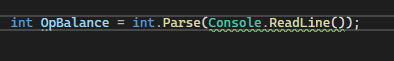 int OpBalance = int.Parse(Console.ReadLine());